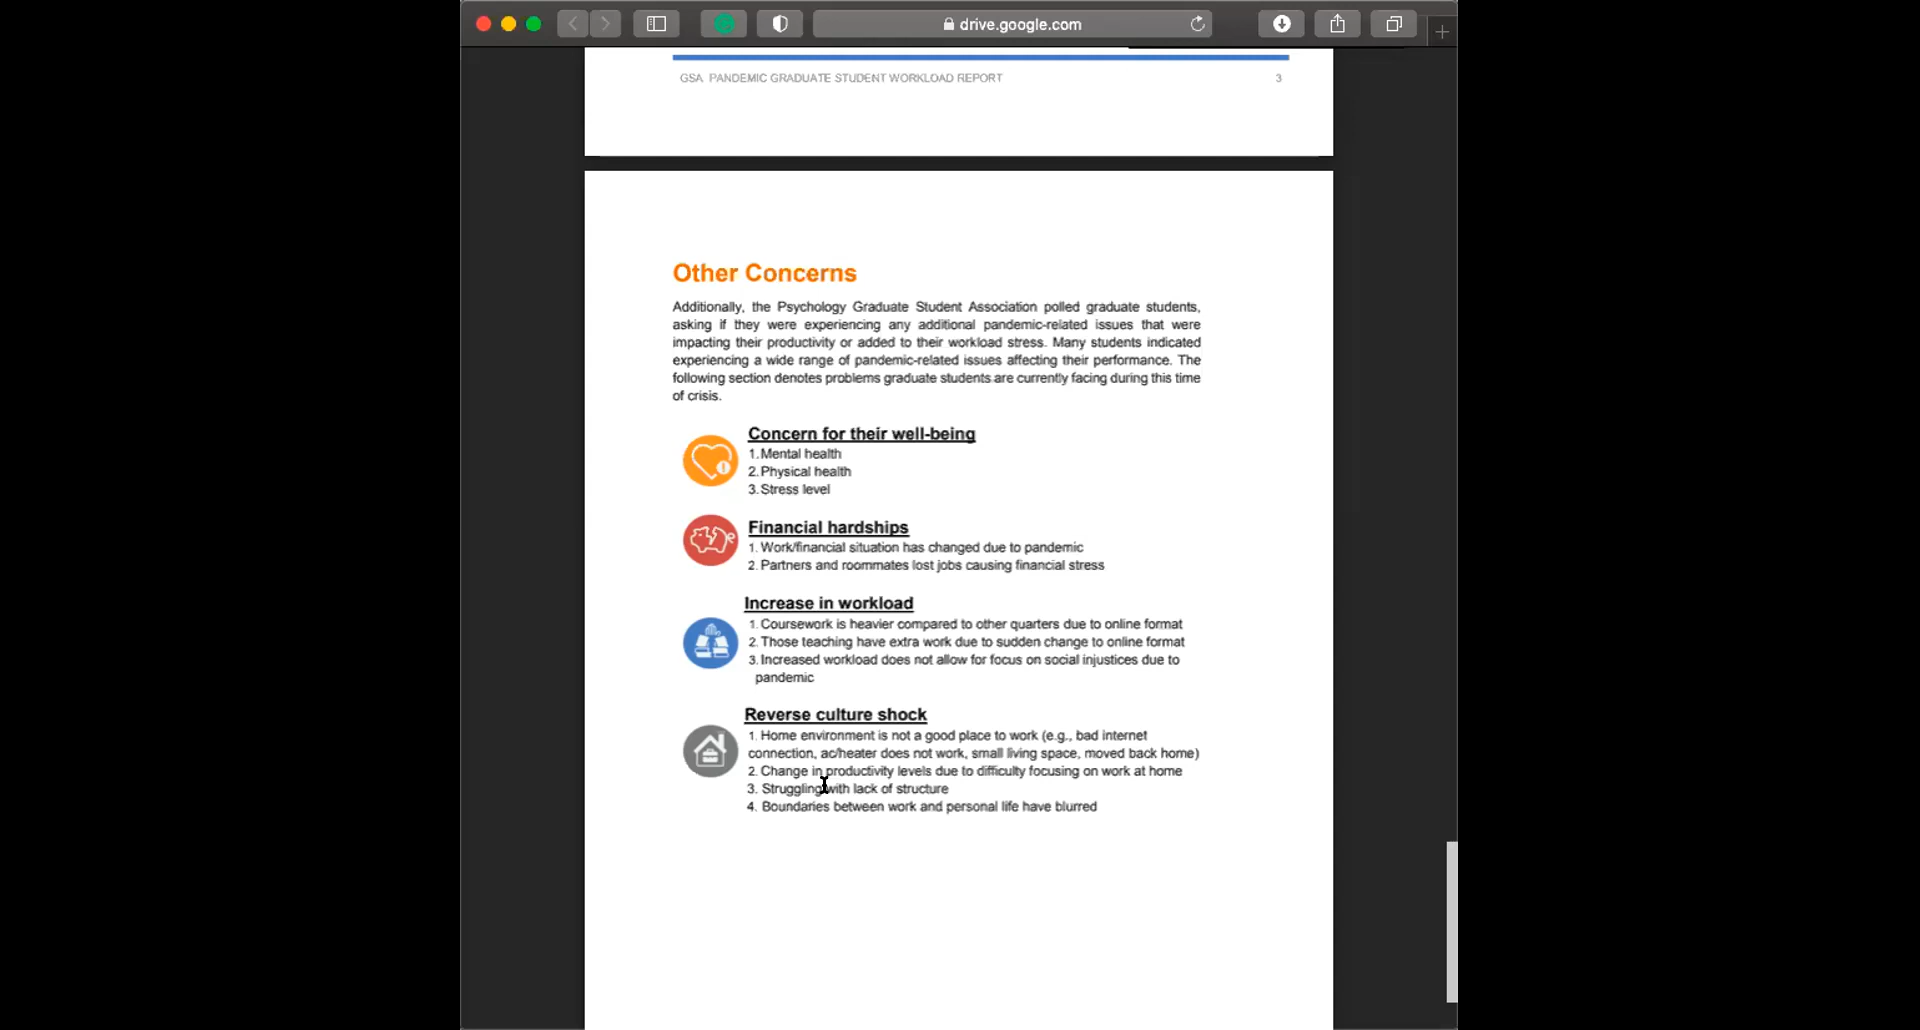 drive.google.com
GSA PANDEMIC GRADUATE STUDENT WORKLOAD REPORT 3
Other Concerns
Additionally, the Psychology Graduate Student Association polled graduate students,
asking if they were experiencing any additional pandemic-related issues that were
impacting their productivity or added to their workload stress. Many students indicated
experiencing a wide range of pandemic-related issues affecting their performance. The
following section denotes problems graduate students are currently facing during this time
of crisis.
Concern for their well-being
1. Mental health
2. Physical health
3. Stress level
Financial hardships
1. Work/financial situation has changed due to pandemic
2. Partners and roommates lost jobs causing financial stress
Increase in workload
1. Coursework is heavier compared to other quarters due to online format
2. Those teaching have extra work due to sudden change to online format
3. Increased workload does not allow for focus on social injustices due to
pandemic
Reverse culture shock
1. Home environment is not a good place to work (e.g., bad internet
connection, ac/heater does not work, small living space, moved back home)
2. Change in productivity levels due to difficulty focusing on work at home
3. Struggling with lack of structure
4. Boundaries between work and personal life have blurred